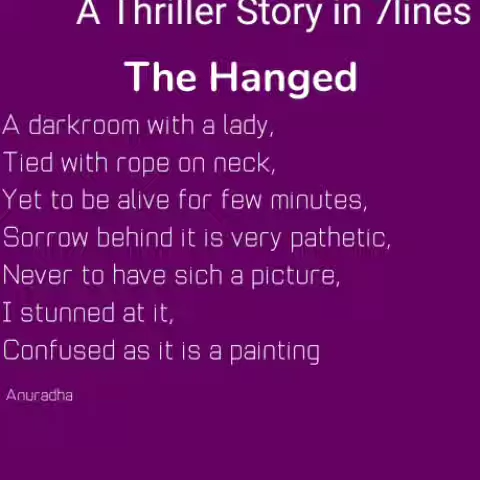 A Thriller Story in 7lines
The Hanged
A darkroom with a lady,
Tied with rope on neck,
Yet to be alive for few minutes,
Sorrow behind it is very pathetic,
Never to have sich a picture,
I stunned at it,
Confused as it is a painting
Anuradha